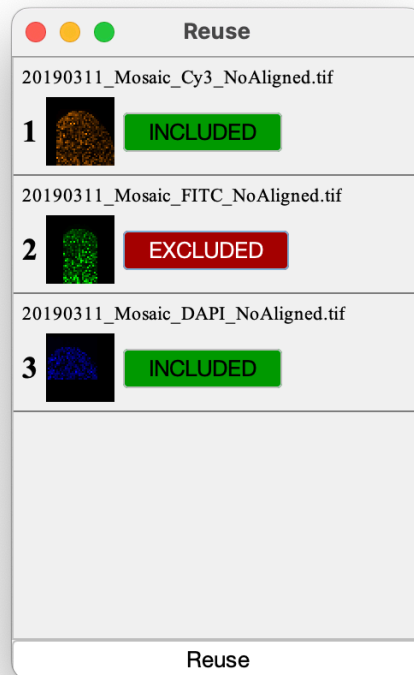 Reuse
20190311_Mosaic_Cy3_NoAligned.tif
1 INCLUDED
20190311_Mosaic_FITC_NoAligned.tif
2 EXCLUDED
20190311_Mosaic_DAPI_NoAligned.tif
3 INCLUDED
Reuse